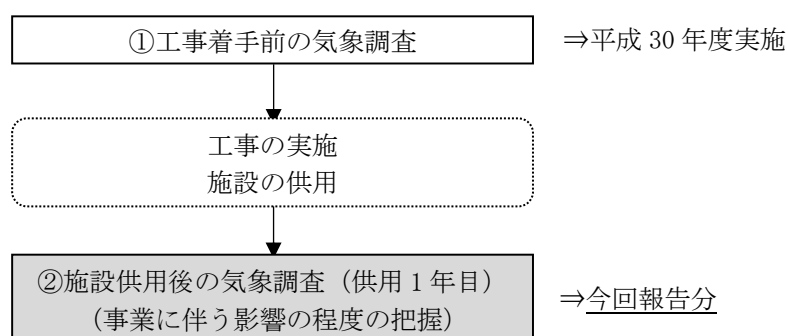 ①工事着手前の気象調査 ⇒平成 30 年度実施
工事の実施
施設の供用
②施設供用後の気象調査（供用 1 年目）
（事業に伴う影響の程度の把握）
⇒今回報告分